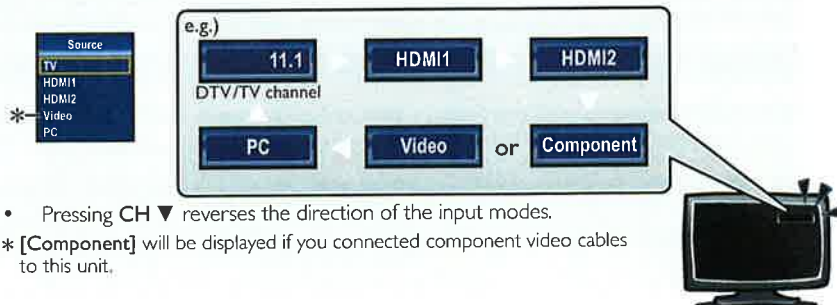 e.g.)
Source
TV
HDMI1
HDMI2
Video
PC
*
11.1
HDMI1
HDMI2
DTV/TV channel
PC
Video
or
Component
• Pressing CH ▼ reverses the direction of the input modes.
* [Component] will be displayed if you connected component video cables
to this unit.